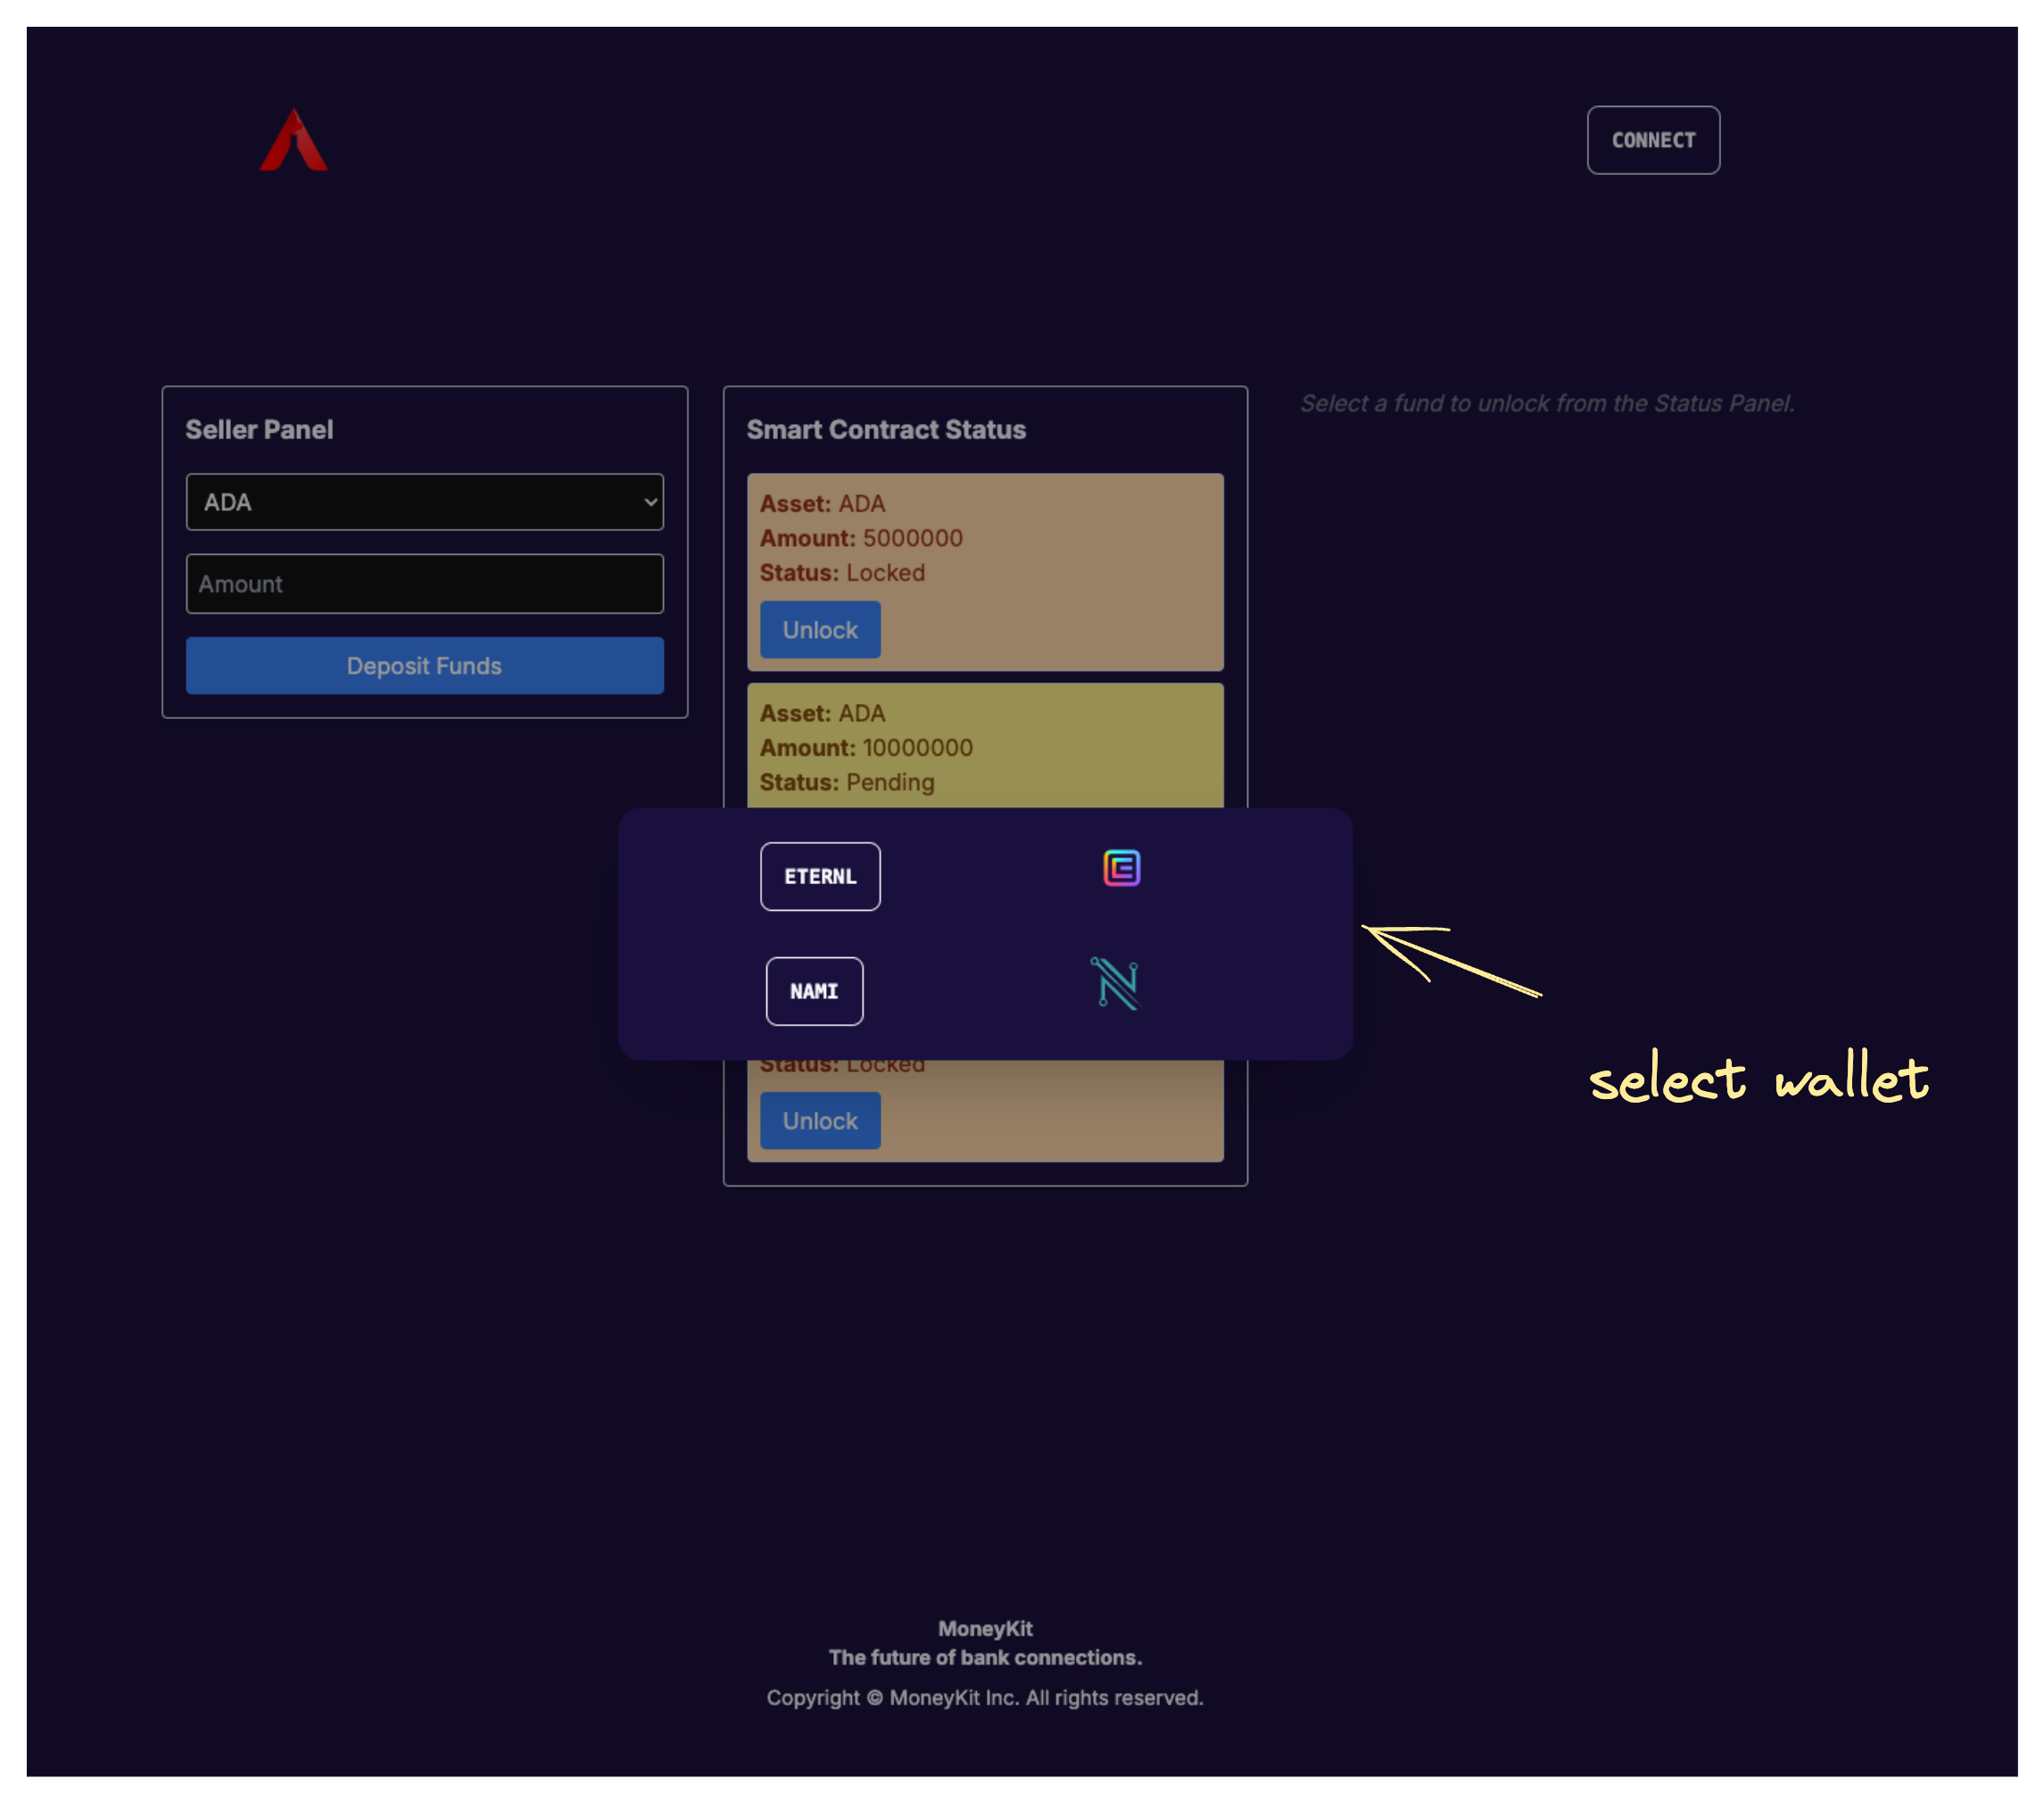 CONNECT
Seller Panel
ADA
Amount
Deposit Funds
Smart Contract Status
Asset: ADA
Amount: 5000000
Status: Locked
Unlock
Asset: ADA
Amount: 10000000
Status: Pending
ETERNL
NAMI
Status: Locked
Unlock
Select a fund to unlock from the Status Panel.
select wallet
MoneyKit
The future of bank connections.
Copyright © MoneyKit Inc. All rights reserved.